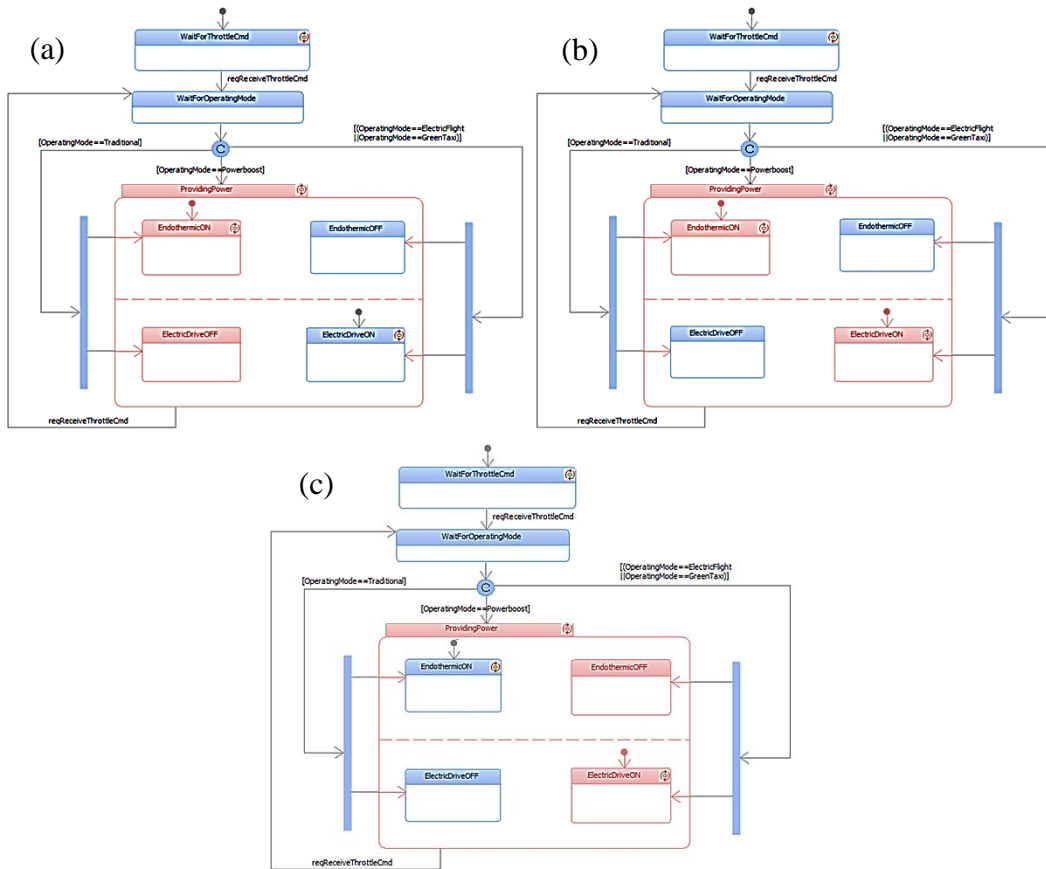 (a)
WaitForThrottleCmd
reqReceiveThrottleCmd
WaitForOperatingMode
[OperatingMode==Traditional]
[(OperatingMode==ElectricFlight
||OperatingMode==GreenTaxi)]
C
[OperatingMode==Powerboost]
ProvidingPower
EndothermicON
EndothermicOFF
ElectricDriveOFF
ElectricDriveON
reqReceiveThrottleCmd
(b)
WaitForThrottleCmd
reqReceiveThrottleCmd
WaitForOperatingMode
[OperatingMode==Traditional]
[(OperatingMode==ElectricFlight
||OperatingMode==GreenTaxi)]
C
[OperatingMode==Powerboost]
ProvidingPower
EndothermicON
EndothermicOFF
ElectricDriveOFF
ElectricDriveON
reqReceiveThrottleCmd
(c)
WaitForThrottleCmd
reqReceiveThrottleCmd
WaitForOperatingMode
[OperatingMode==Traditional]
[(OperatingMode==ElectricFlight
||OperatingMode==GreenTaxi)]
C
[OperatingMode==Powerboost]
ProvidingPower
EndothermicON
EndothermicOFF
ElectricDriveOFF
ElectricDriveON
reqReceiveThrottleCmd